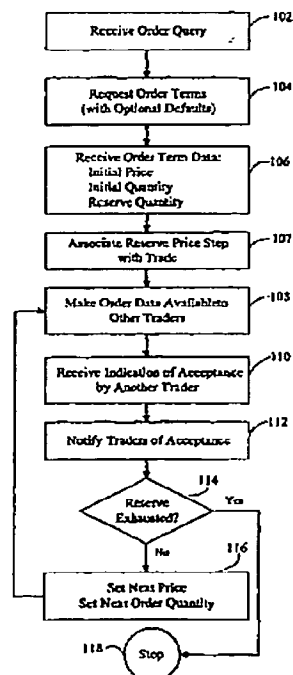 Receive Order Query
102
Request Order Terms
(with Optional Defaults)
104
Receive Order Term Data:
Initial Price
Initial Quantity
Reserve Quantity
106
Associate Reserve Price Step
with Trade
107
Make Order Data Available to
Other Traders
108
Receive Indication of Acceptance
by Another Trader
110
Notify Traders of Acceptance
112
Reserve
Exhausted?
114
Yes
No
116
Set Next Price
Set Next Order Quantity
118
Stop